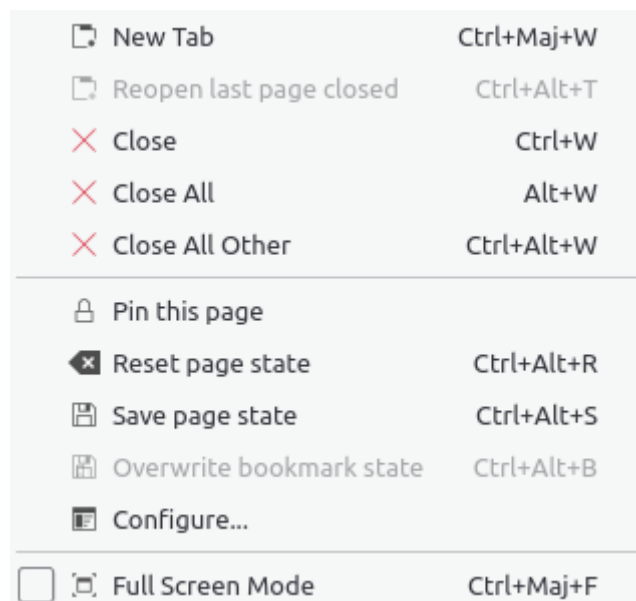 New Tab Ctrl+Maj+W
Reopen last page closed Ctrl+Alt+T
Close Ctrl+W
Close All Alt+W
Close All Other Ctrl+Alt+W
Pin this page
Reset page state Ctrl+Alt+R
Save page state Ctrl+Alt+S
Overwrite bookmark state Ctrl+Alt+B
Configure...
Full Screen Mode Ctrl+Maj+F